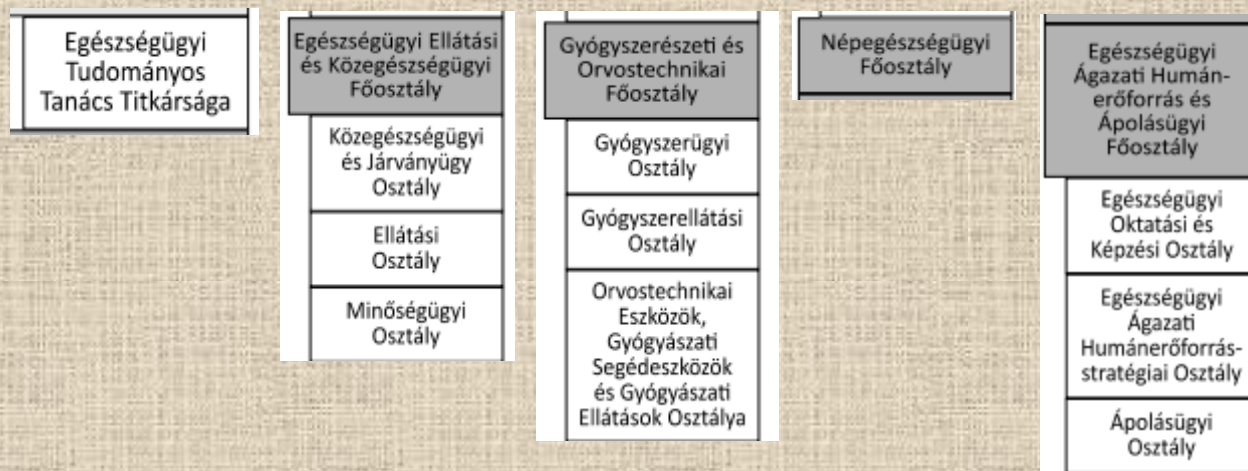 Egészségügyi
Tudományos
Tanács Titkársága
Egészségügyi Ellátási
és Közegészségügyi
Főosztály
Közegészségügyi
és Járványügy
Osztály
Ellátási
Osztály
Minőségügyi
Osztály
Gyógyszerészeti és
Orvostechnikai
Főosztály
Gyógyszerügyi
Osztály
Gyógyszerellátási
Osztály
Orvostechnikai
Eszközök,
Gyógyászati
Segédeszközök
és Gyógyászati
Ellátások Osztálya
Népegészségügyi
Főosztály
Egészségügyi
Ágazati Humán-
erőforrás és
Ápolásügyi
Főosztály
Egészségügyi
Oktatási és
Képzési Osztály
Egészségügyi
Ágazati
Humánerőforrás-
stratégiai Osztály
Ápolásügyi
Osztály